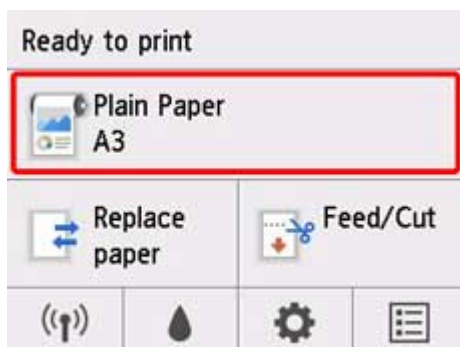 Ready to print
Plain Paper
A3
Replace
paper
Feed/Cut